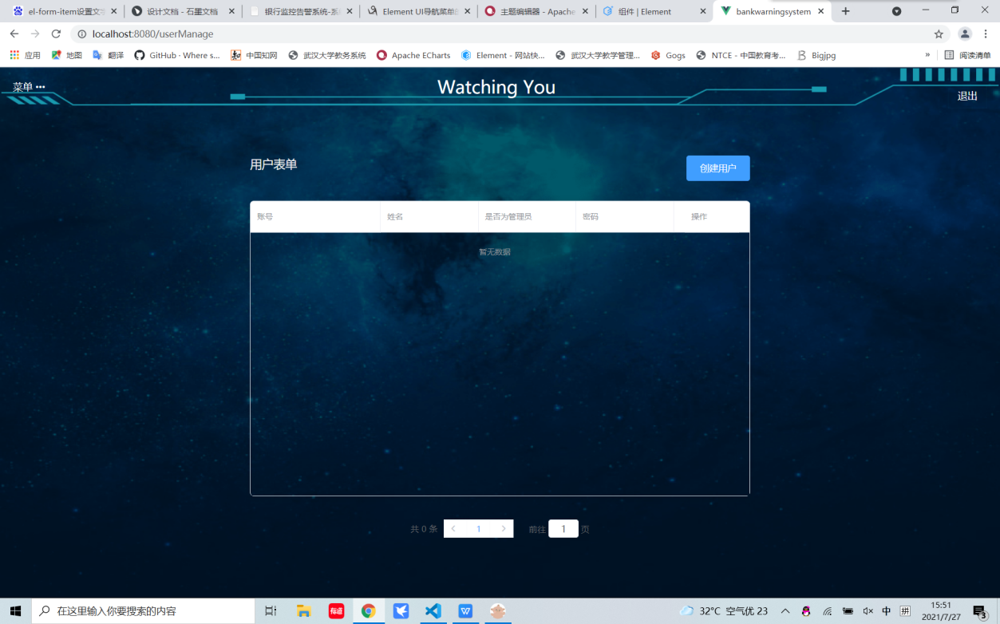 el-form-item设置文
设计文档 - 石墨文档
银行监控告警系统-系
Element UI导航菜单
主题编辑器 - Apache
组件 | Element
bankwarningsystem
localhost:8080/userManage
应用
地图
翻译
GitHub · Where s...
中国知网
武汉大学教务系统
Apache ECharts
Element - 网站快...
武汉大学教学管理...
Gogs
NTCE - 中国教育考...
Bigjpg
»
阅读清单
菜单 •••
Watching You
退出
用户表单
创建用户
账号
姓名
是否为管理员
密码
操作
暂无数据
共 0 条
1
前往 1 页
在这里输入你要搜索的内容
有道
W
32°C 空气优 23
中
拼
15:51
2021/7/27
3